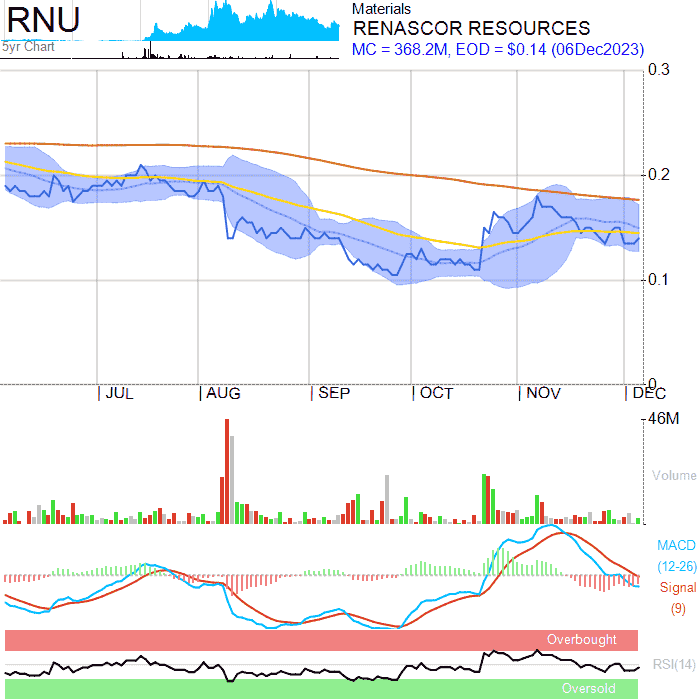 RNU
5yr Chart
Materials
RENASCOR RESOURCES
MC = 368.2M, EOD = $0.14 (06Dec2023)
0.3
0.2
0.1
0
JUL AUG SEP OCT NOV DEC
46M
Volume
MACD
(12-26)
Signal
(9)
Overbought
RSI(14)
Oversold